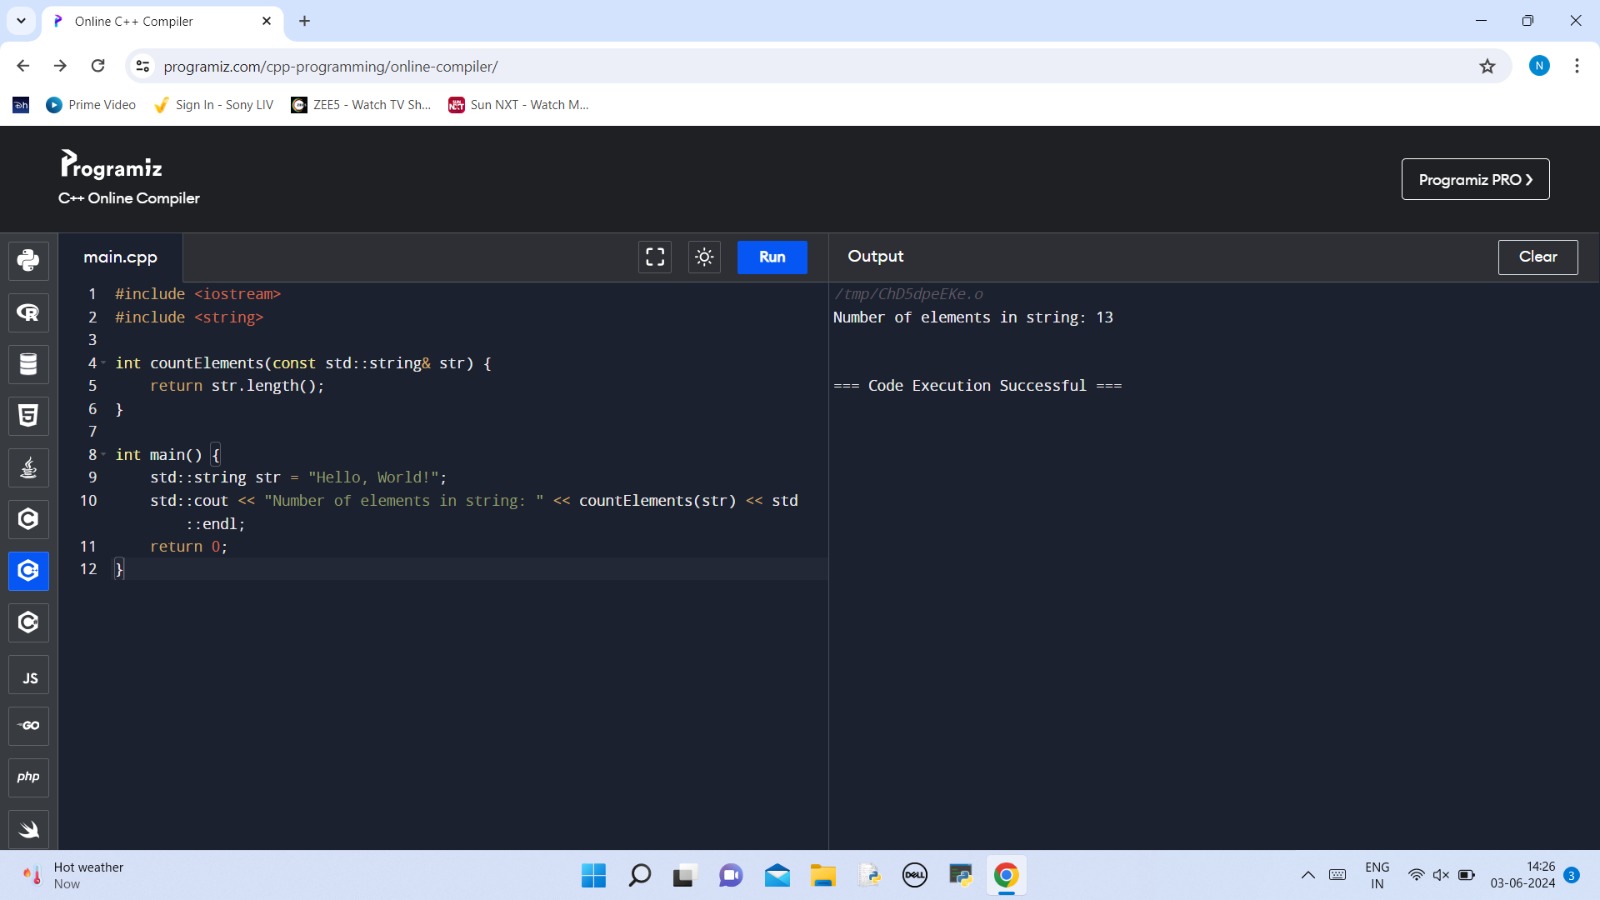 Online C++ Compiler
programiz.com/cpp-programming/online-compiler/
Prime Video
Sign In - Sony LIV
ZEE5 - Watch TV Sh...
Sun NXT - Watch M...
N
Programiz
C++ Online Compiler
Programiz PRO ❯
main.cpp
Run
Output
Clear
1 #include <iostream>
2 #include <string>
3
4 int countElements(const std::string& str) {
5     return str.length();
6 }
7
8 int main() {
9     std::string str = "Hello, World!";
10     std::cout << "Number of elements in string: " << countElements(str) << std
::endl;
11     return 0;
12 }
/tmp/ChD5dpeEKe.o
Number of elements in string: 13
=== Code Execution Successful ===
R
5
C
C
C
JS
GO
php
Hot weather
Now
DELL
ENG
IN
14:26
03-06-2024
3